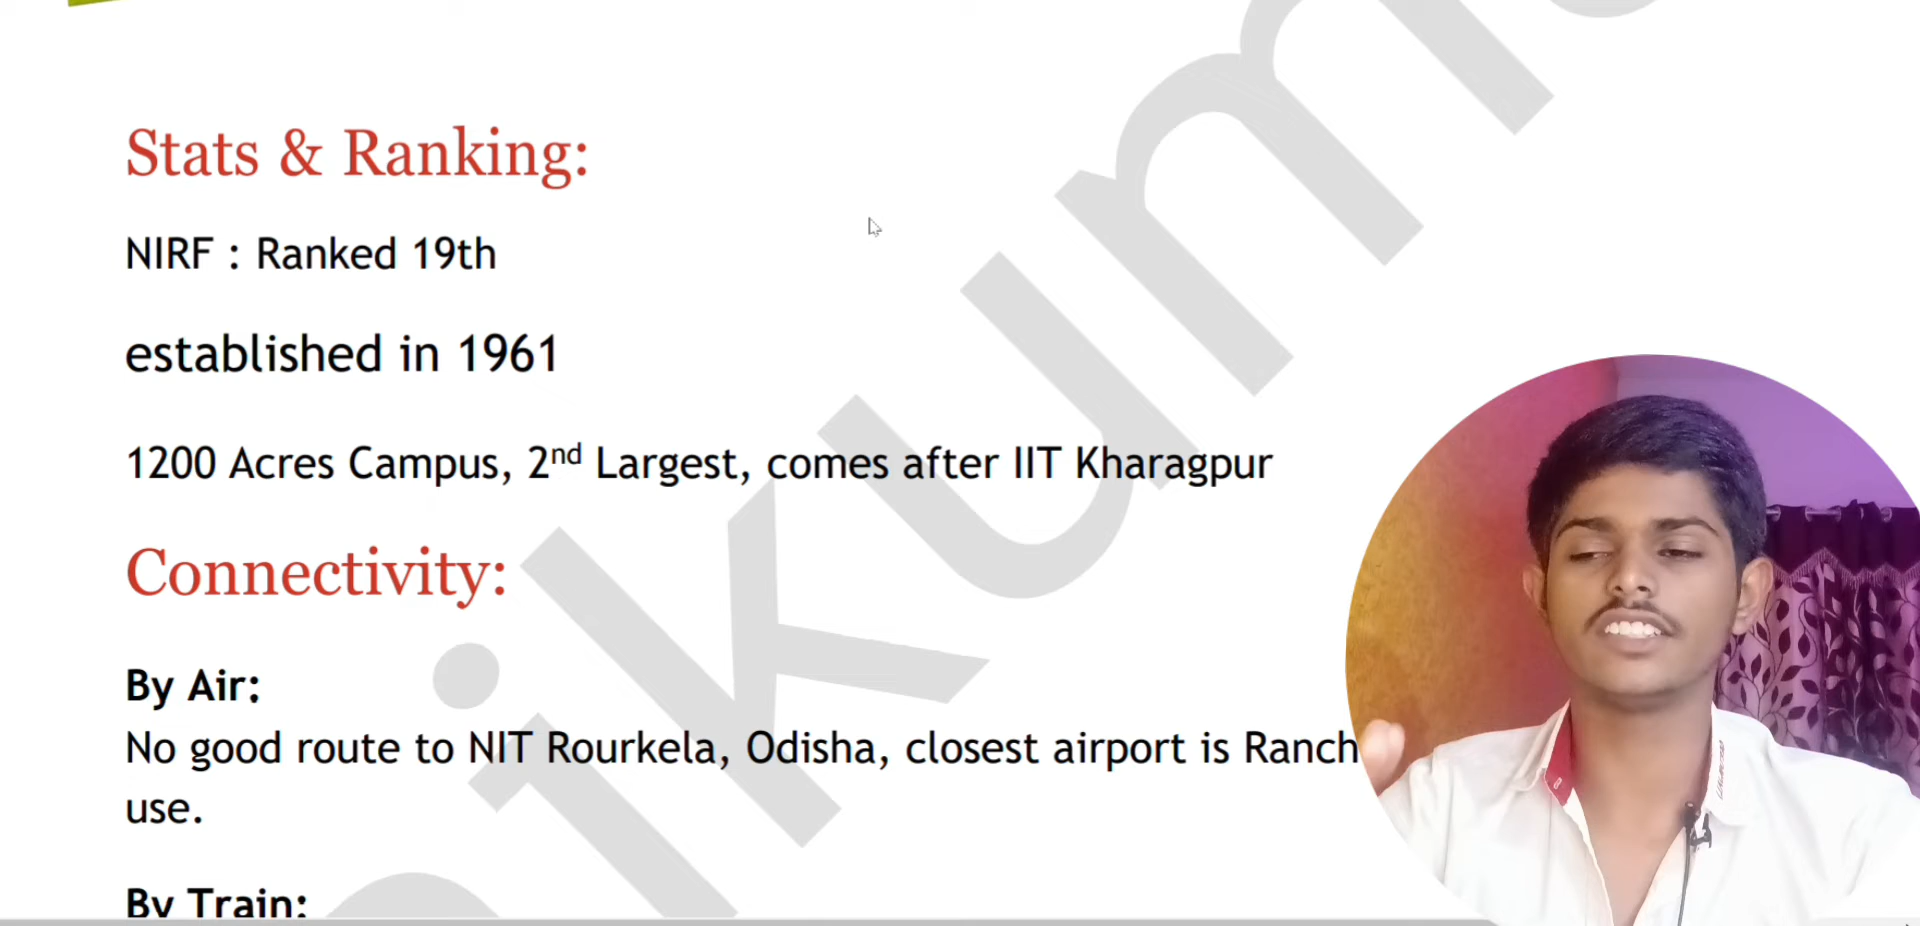 Stats & Ranking:
NIRF : Ranked 19th
established in 1961
1200 Acres Campus, 2nd Largest, comes after IIT Kharagpur
Connectivity:
By Air:
No good route to NIT Rourkela, Odisha, closest airport is Ranch
use.
By Train:
ikum